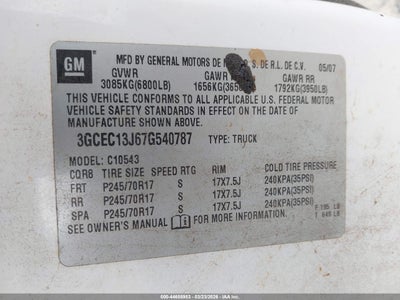 GM
MFD BY GENERAL MOTORS DE S. DE R.L. DE C.V. 05/07
GVWR GAWR GAWR RR
3085KG(6800LB) 1656KG(365 1792KG(3950LB)
THIS VEHICLE CONFORMS TO ALL APPLICABLE U.S. FEDERAL MOTOR
VEHICLE SAFETY STANDARDS IN EFFECT ON THE DATE OF
MANUFACTURE SHOWN ABOVE.
3GCEC13J67G540787 TYPE: TRUCK
C10543
CQR8 TIRE SIZE SPEED RTG RIM COLD TIRE PRESSURE
FRT P245/70R17 S 17X7.5J 240KPA(35PSI)
RR P245/70R17 S 17X7.5J 240KPA(35PSI)
SPA P245/70R17 S 17X7.5J 240KPA(35PSI)
SEE OWNER'S MANUAL FOR MORE INFORMATION.
F 195 LB
T 646 LB